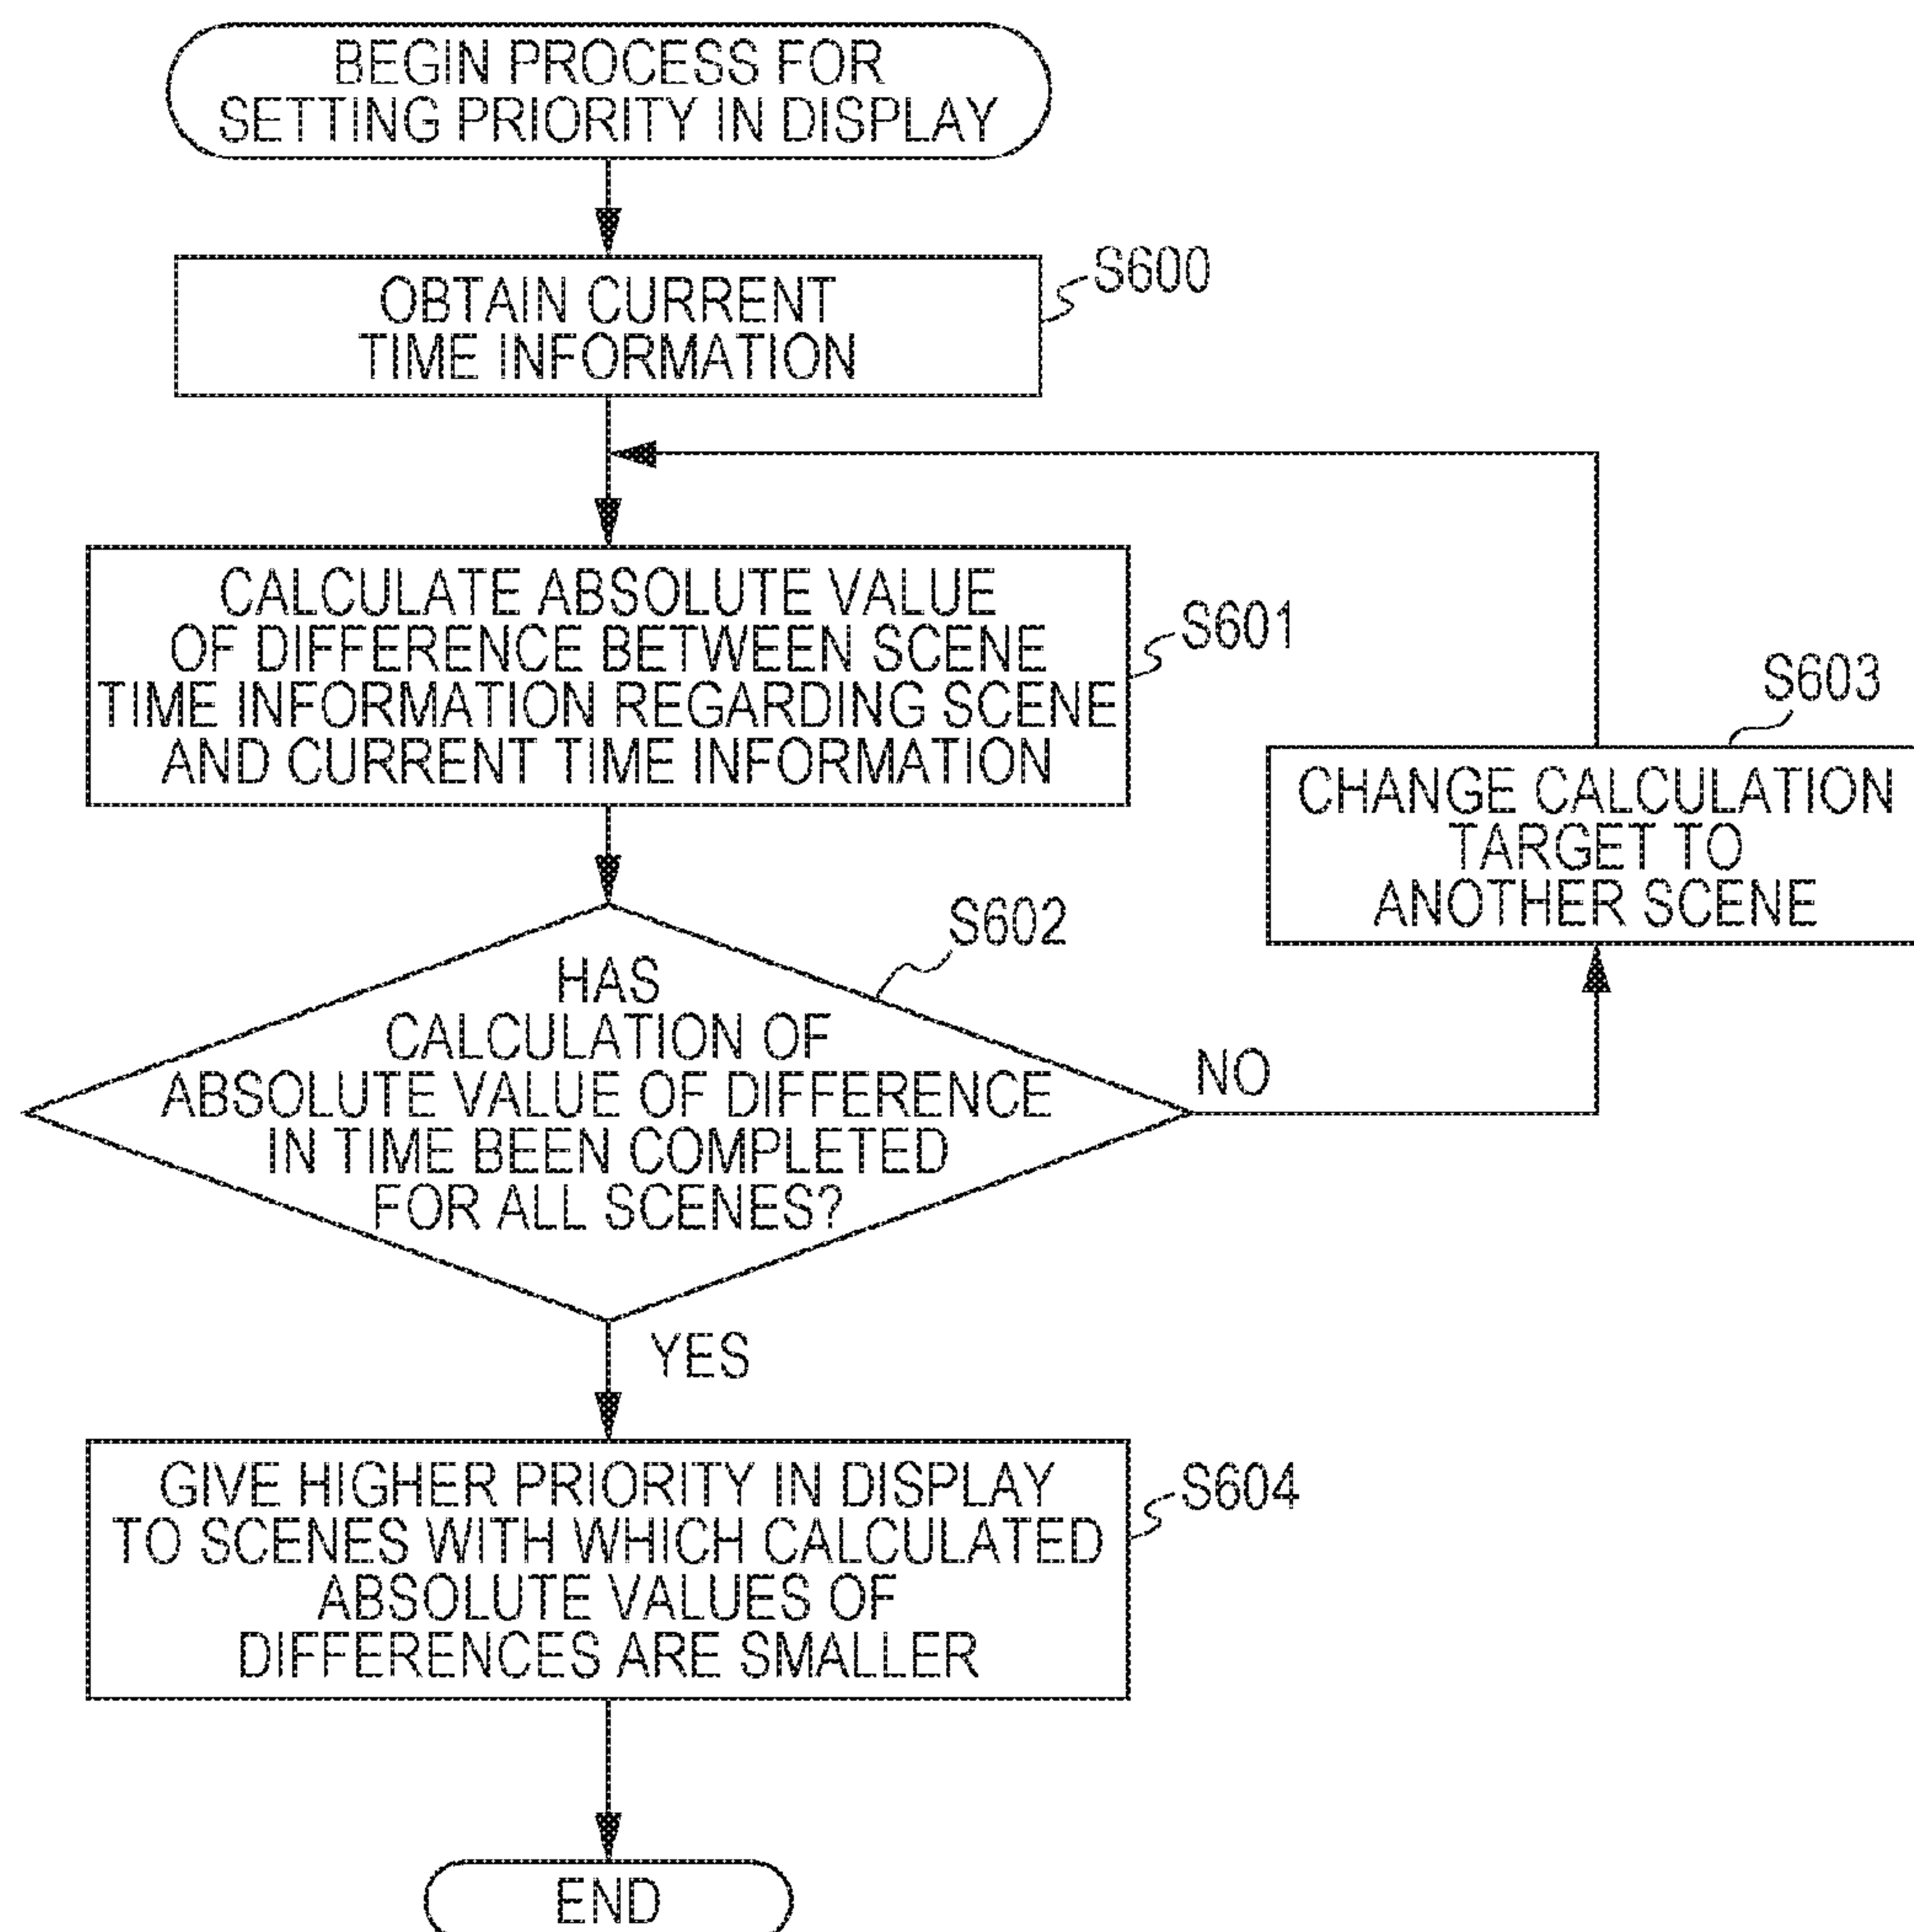 BEGIN PROCESS FOR
SETTING PRIORITY IN DISPLAY
OBTAIN CURRENT
TIME INFORMATION
S600
CALCULATE ABSOLUTE VALUE
OF DIFFERENCE BETWEEN SCENE
TIME INFORMATION REGARDING SCENE
AND CURRENT TIME INFORMATION
S601
S603
CHANGE CALCULATION
TARGET TO
ANOTHER SCENE
S602
HAS
CALCULATION OF
ABSOLUTE VALUE OF DIFFERENCE
IN TIME BEEN COMPLETED
FOR ALL SCENES?
NO
YES
GIVE HIGHER PRIORITY IN DISPLAY
TO SCENES WITH WHICH CALCULATED
ABSOLUTE VALUES OF
DIFFERENCES ARE SMALLER
S604
END